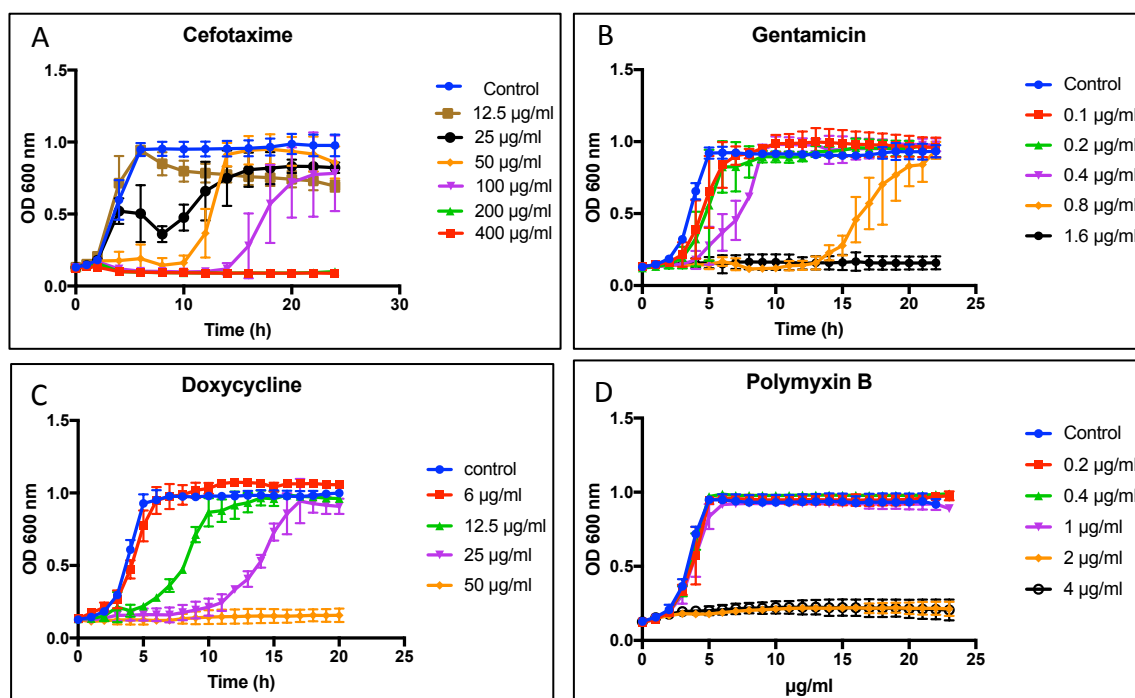 A
Cefotaxime
1.5
1.0
0.5
0.0
OD 600 nm
0
10
20
30
Time (h)
Control
12.5 µg/ml
25 µg/ml
50 µg/ml
100 µg/ml
200 µg/ml
400 µg/ml
B
Gentamicin
1.5
1.0
0.5
0.0
OD 600 nm
0
5
10
15
20
25
Time (h)
Control
0.1 µg/ml
0.2 µg/ml
0.4 µg/ml
0.8 µg/ml
1.6 µg/ml
C
Doxycycline
1.5
1.0
0.5
0.0
OD 600 nm
0
5
10
15
20
25
Time (h)
control
6 µg/ml
12.5 µg/ml
25 µg/ml
50 µg/ml
D
Polymyxin B
1.5
1.0
0.5
0.0
OD 600 nm
0
5
10
15
20
25
µg/ml
Control
0.2 µg/ml
0.4 µg/ml
1 µg/ml
2 µg/ml
4 µg/ml